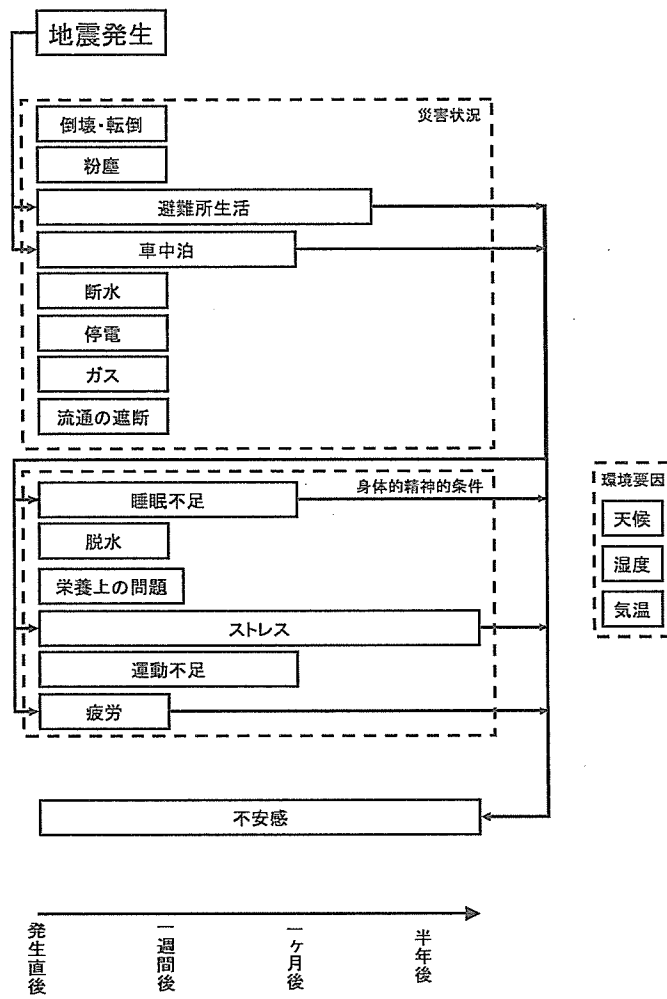 地震発生
災害状況
倒壊・転倒
粉塵
避難所生活
車中泊
断水
停電
ガス
流通の遮断
身体的精神的条件
睡眠不足
脱水
栄養上の問題
ストレス
運動不足
疲労
環境要因
天候
湿度
気温
不安感
発生直後
一週間後
一ヶ月後
半年後